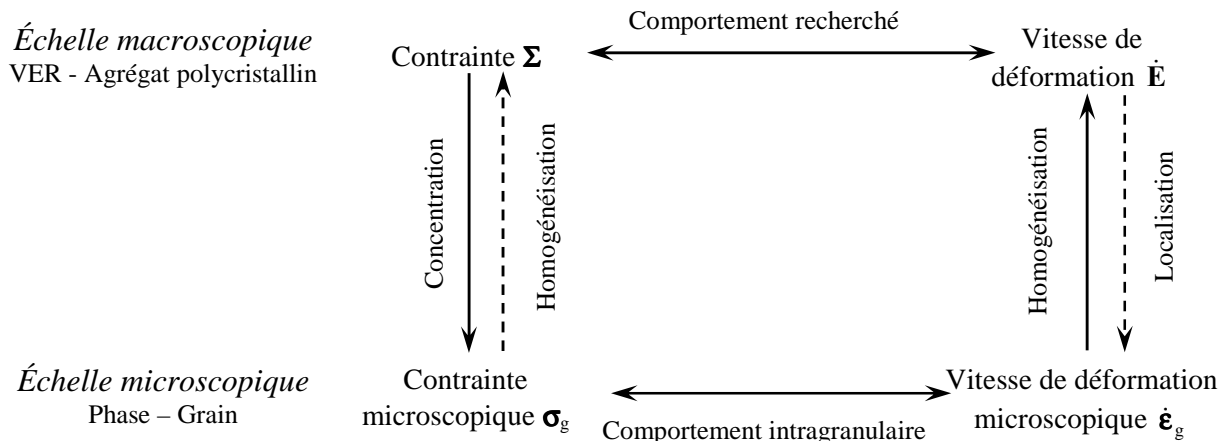 Comportement recherché
Échelle macroscopique
VER - Agrégat polycristallin
Contrainte Σ
Vitesse de
déformation Ė
Concentration
Homogénéisation
Homogénéisation
Localisation
Échelle microscopique
Phase – Grain
Contrainte
microscopique σg
Vitesse de déformation
microscopique ε̇g
Comportement intragranulaire